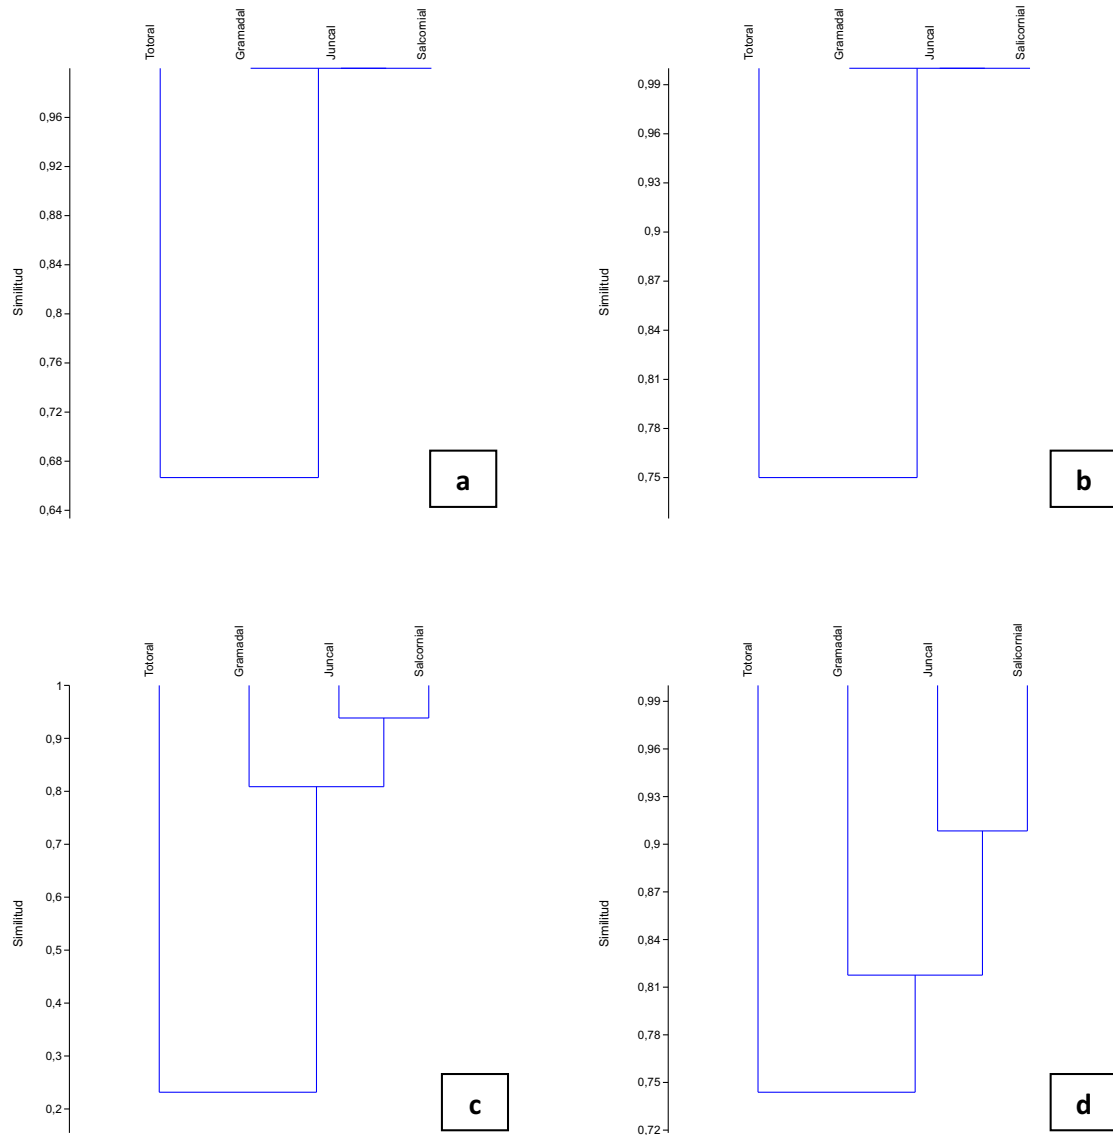 Totoral
Gramadal
Juncal
Salcornial
0,96
0,92
0,88
0,84
0,8
0,76
0,72
0,68
0,64
Similitud
a
Totoral
Gramadal
Juncal
Salicornial
0,99
0,96
0,93
0,9
0,87
0,84
0,81
0,78
0,75
Similitud
b
Totoral
Gramadal
Juncal
Salcornial
1
0,9
0,8
0,7
0,6
0,5
0,4
0,3
0,2
Similitud
c
Totoral
Gramadal
Juncal
Salicornial
0,99
0,96
0,93
0,9
0,87
0,84
0,81
0,78
0,75
0,72
Similitud
d